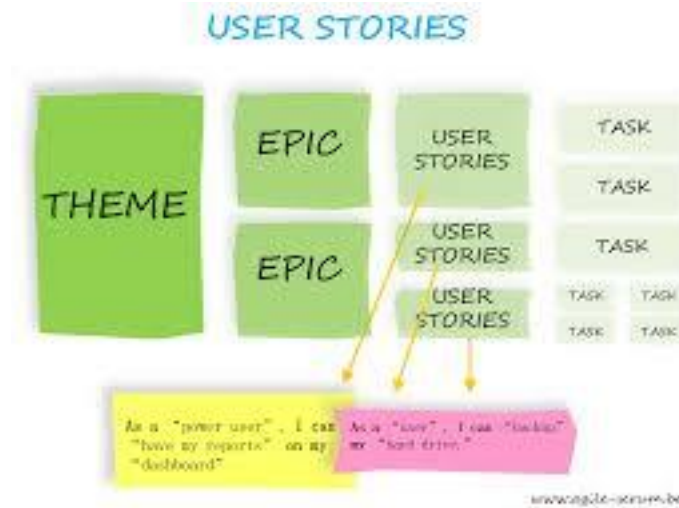 USER STORIES
THEME
EPIC
EPIC
USER
STORIES
USER
STORIES
USER
STORIES
TASK
TASK
TASK
TASK TASK
TASK TASK
As a "power user", I can
"have my reports" on my
"dashboard"
As a "user", I can "backup"
my "hard drive"
www.agile-scrum.be